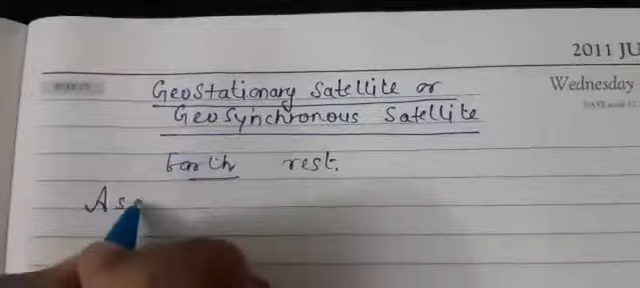 2011 JU
Geostationary Satellite or
Wednesday
Geosynchronous Satellite
Earth rest.
As